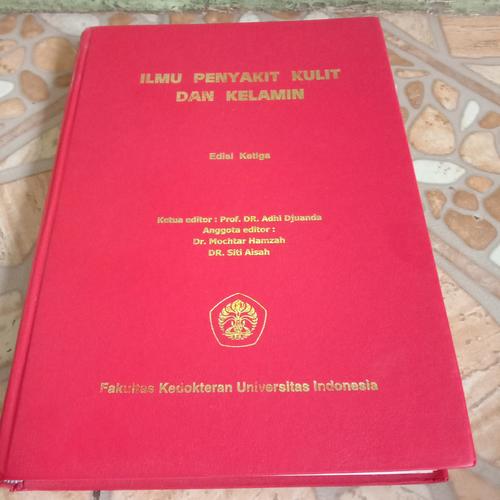 ILMU PENYAKIT KULIT
DAN KELAMIN
Edisi Ketiga
Ketua editor : Prof. DR. Adhi Djuanda
Anggota editor :
Dr. Mochtar Hamzah
DR. Siti Aisah
Fakultas Kedokteran Universitas Indonesia